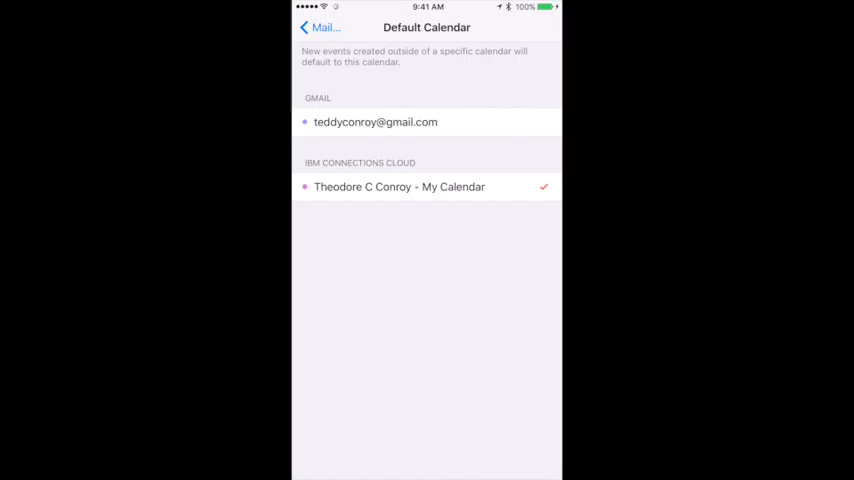 9:41 AM
100%
Mail...
Default Calendar
New events created outside of a specific calendar will
default to this calendar.
GMAIL
teddyconroy@gmail.com
IBM CONNECTIONS CLOUD
Theodore C Conroy - My Calendar